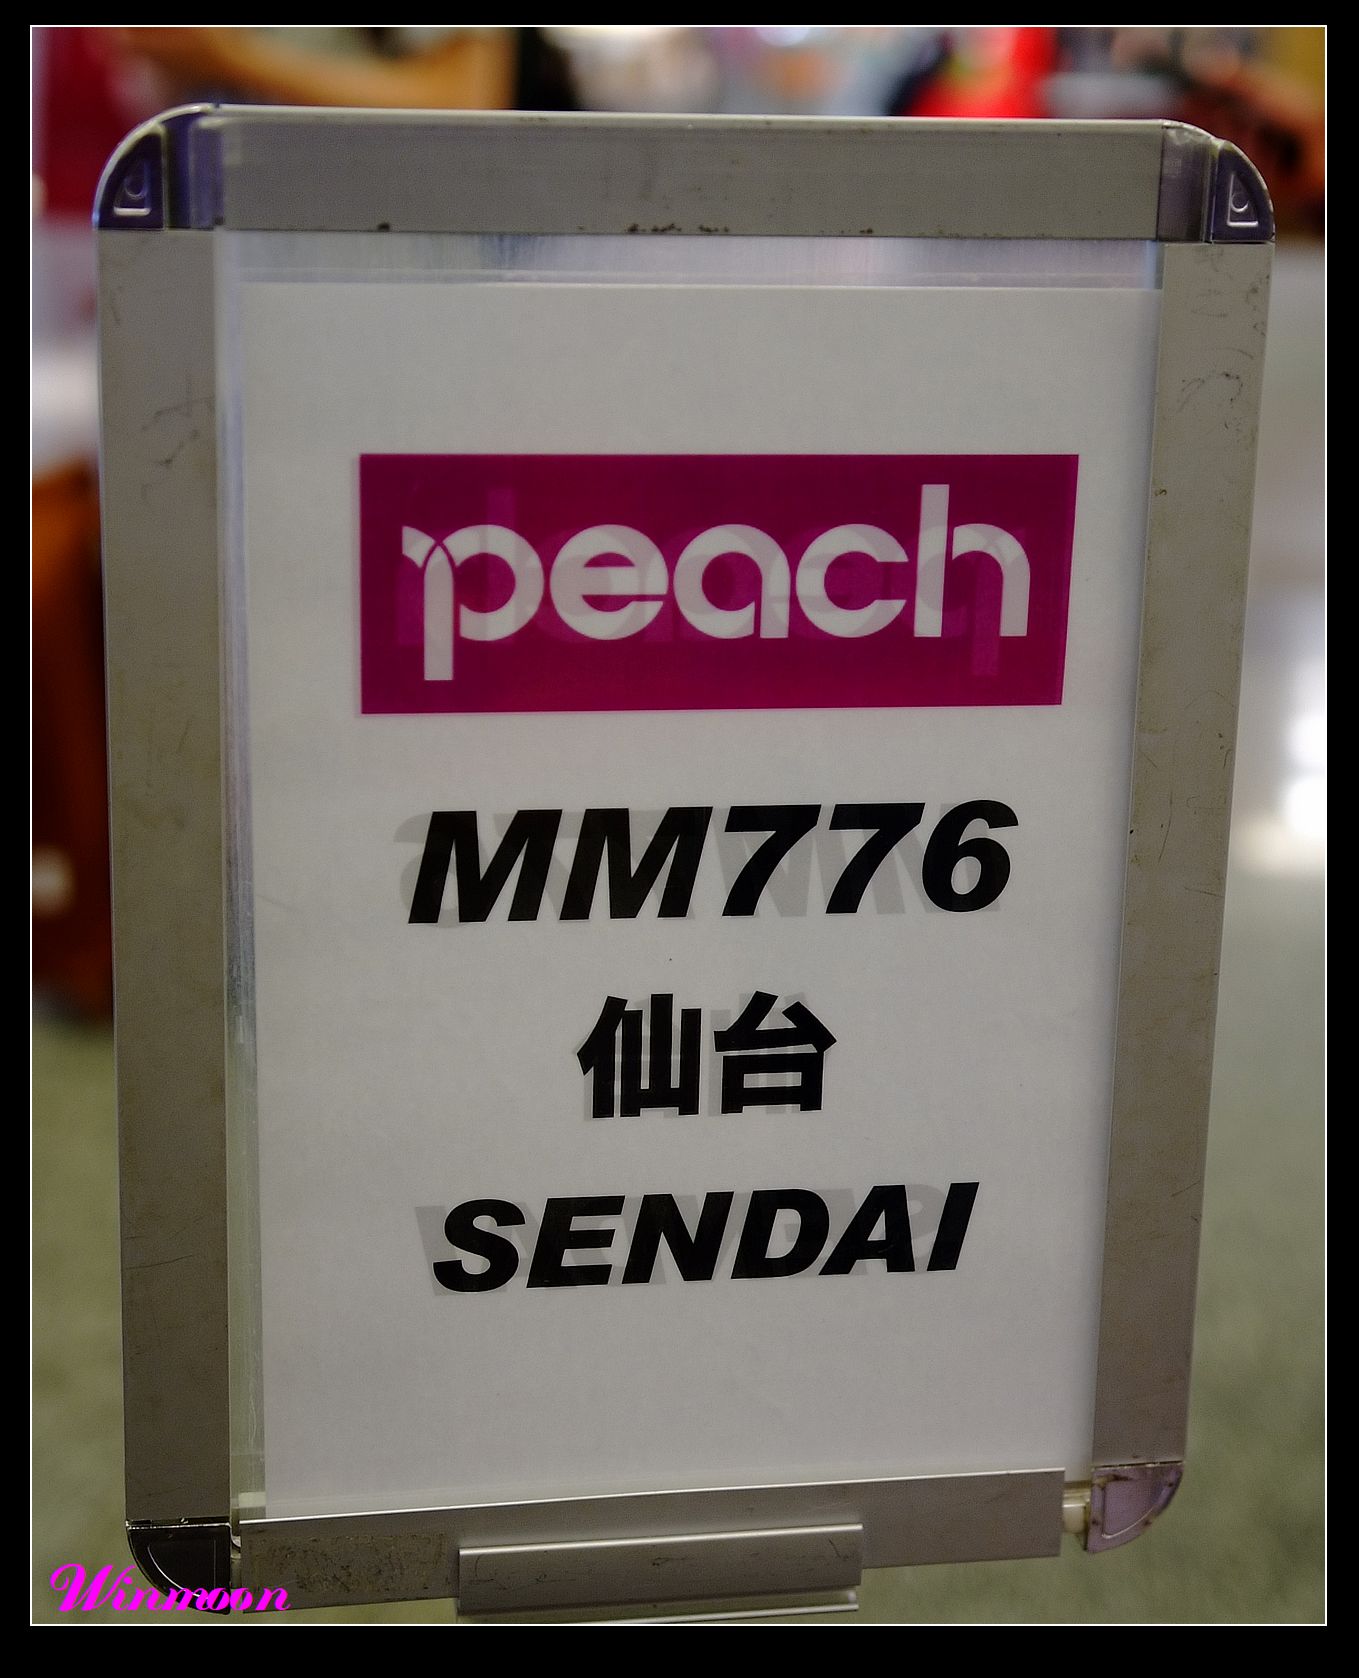 peach
MM776
仙台
SENDAI
Winmoon